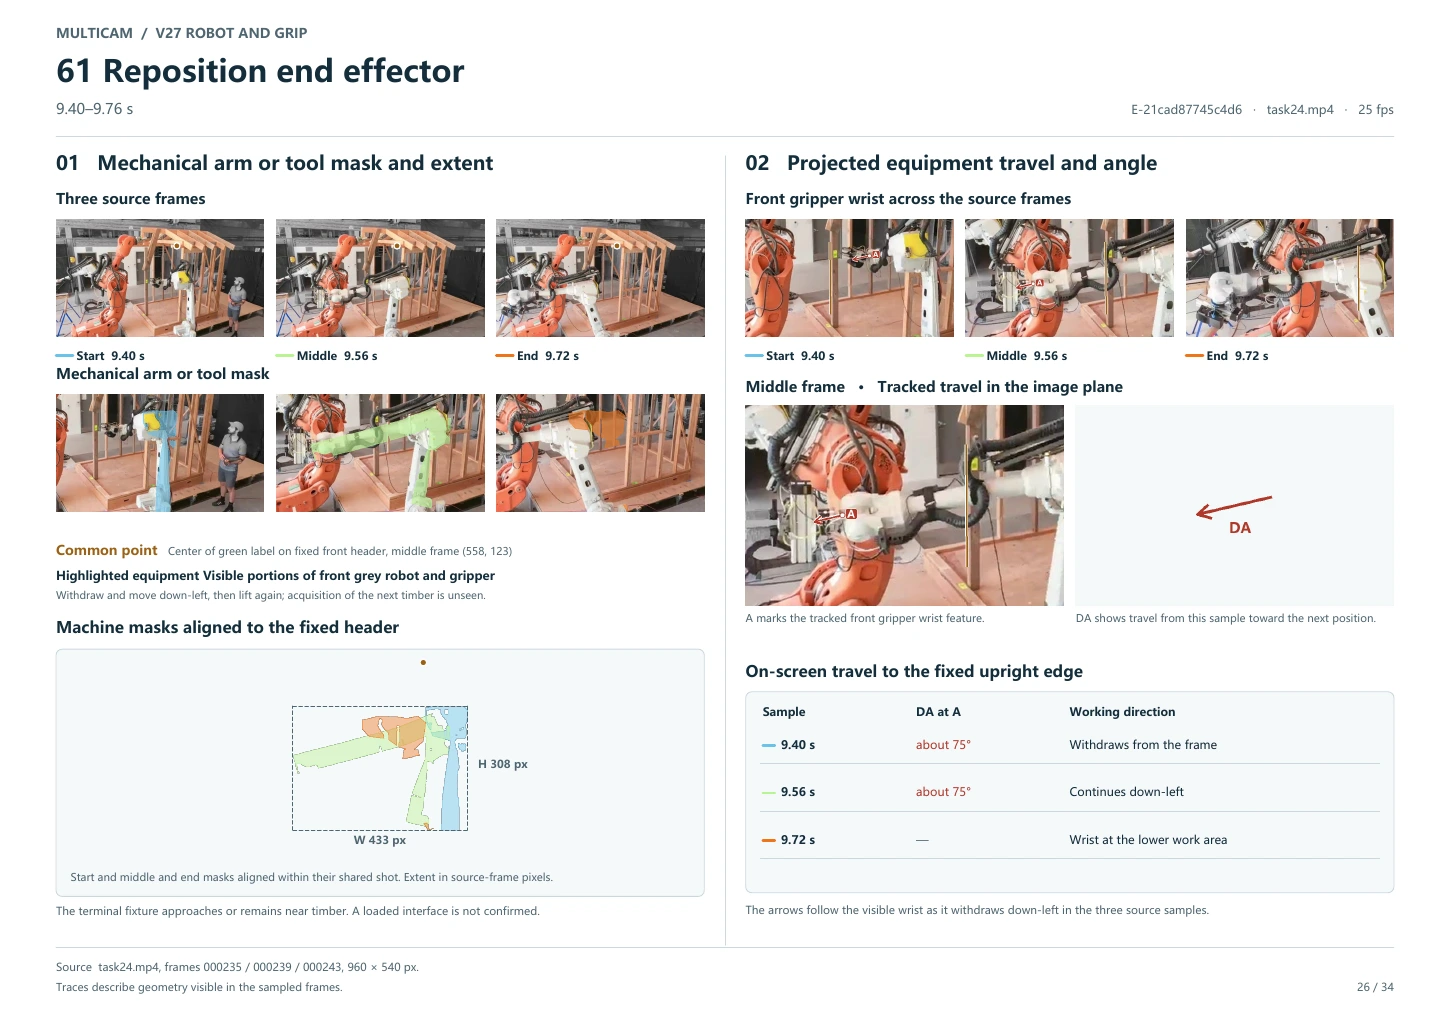 MULTICAM / V27 ROBOT AND GRIP
61 Reposition end effector
9.40–9.76 s
E-21cad87745c4d6 · task24.mp4 · 25 fps
01 Mechanical arm or tool mask and extent
Three source frames
Start 9.40 s
Middle 9.56 s
End 9.72 s
Mechanical arm or tool mask
Common point Center of green label on fixed front header, middle frame (558, 123)
Highlighted equipment Visible portions of front grey robot and gripper
Withdraw and move down-left, then lift again; acquisition of the next timber is unseen.
Machine masks aligned to the fixed header
H 308 px
W 433 px
Start and middle and end masks aligned within their shared shot. Extent in source-frame pixels.
The terminal fixture approaches or remains near timber. A loaded interface is not confirmed.
02 Projected equipment travel and angle
Front gripper wrist across the source frames
A
A
Start 9.40 s
Middle 9.56 s
End 9.72 s
Middle frame • Tracked travel in the image plane
A
DA
A marks the tracked front gripper wrist feature.
DA shows travel from this sample toward the next position.
On-screen travel to the fixed upright edge
Sample DA at A Working direction
9.40 s about 75° Withdraws from the frame
9.56 s about 75° Continues down-left
9.72 s — Wrist at the lower work area
The arrows follow the visible wrist as it withdraws down-left in the three source samples.
Source task24.mp4, frames 000235 / 000239 / 000243, 960 × 540 px.
Traces describe geometry visible in the sampled frames.
26 / 34